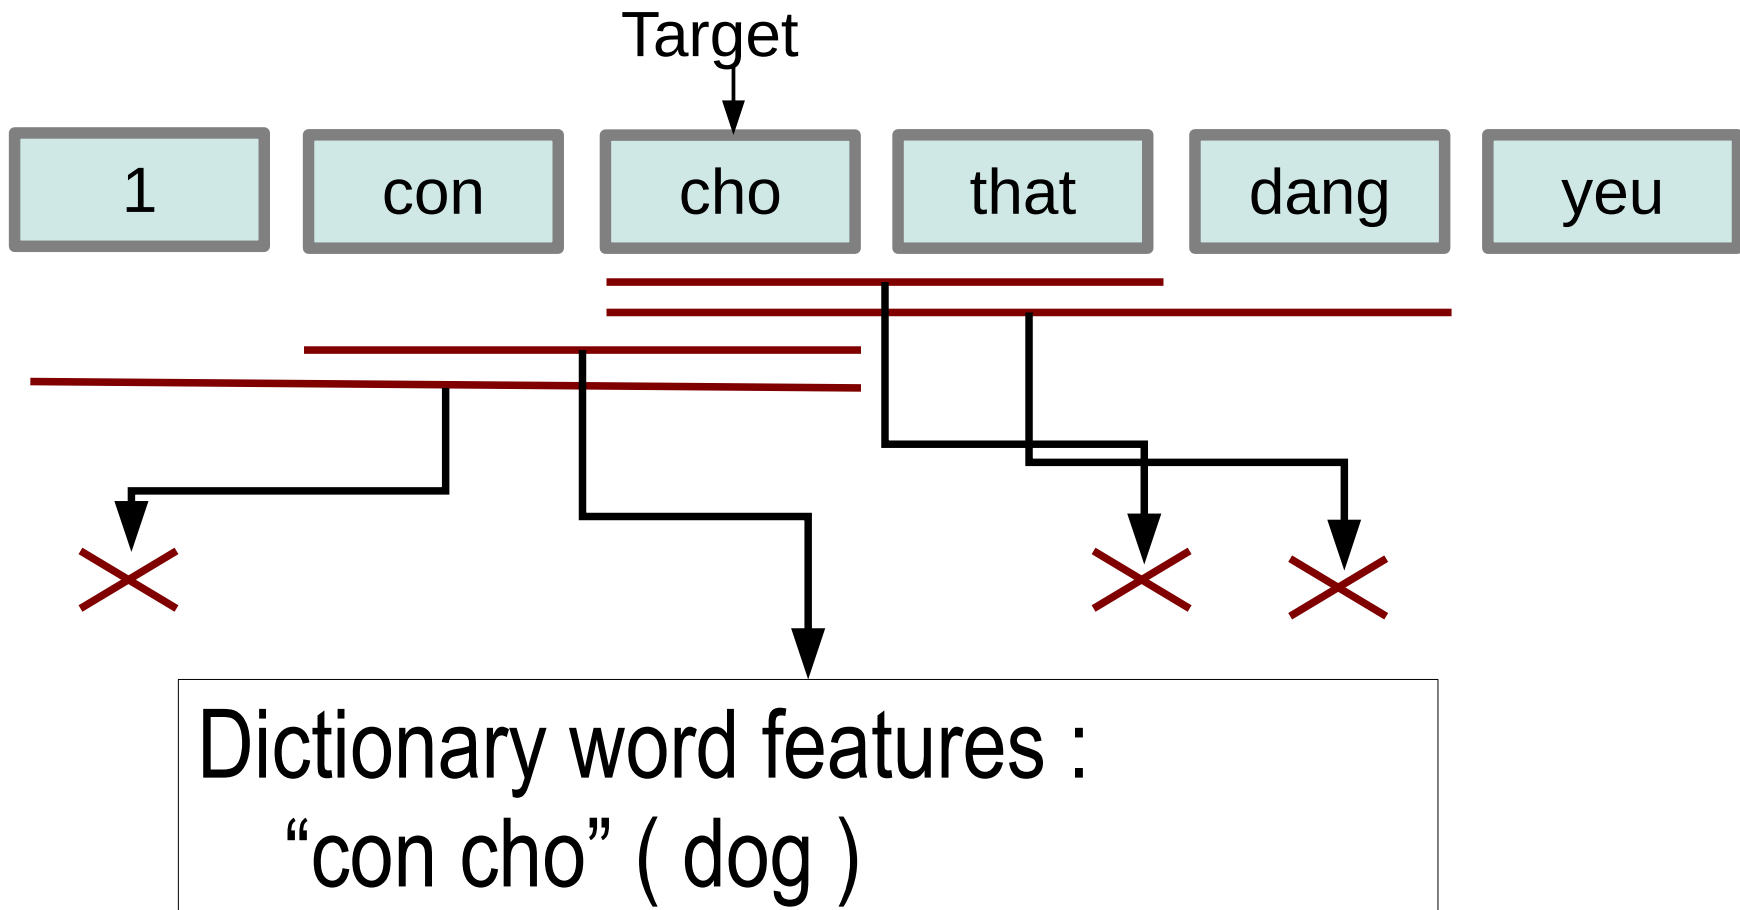 Target
1 con cho that dang yeu
Dictionary word features :
“con cho” ( dog )